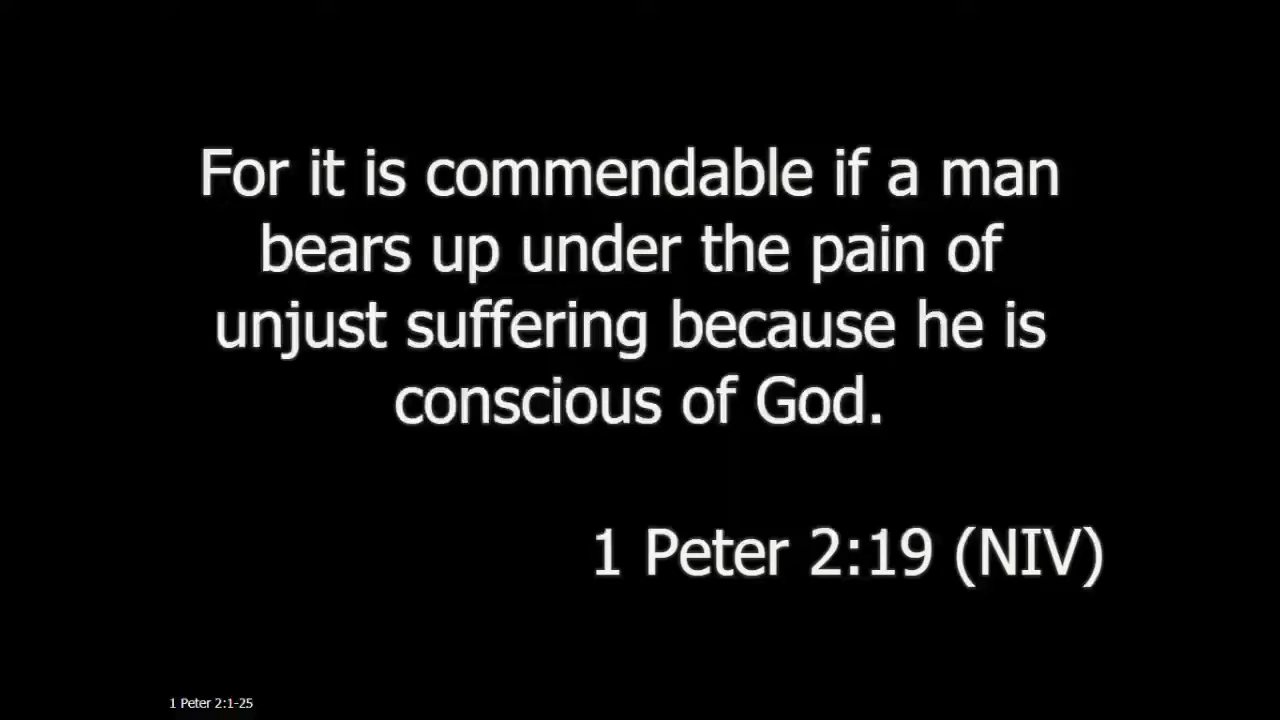 For it is commendable if a man
bears up under the pain of
unjust suffering because he is
conscious of God.
1 Peter 2:19 (NIV)
1 Peter 2:1-25